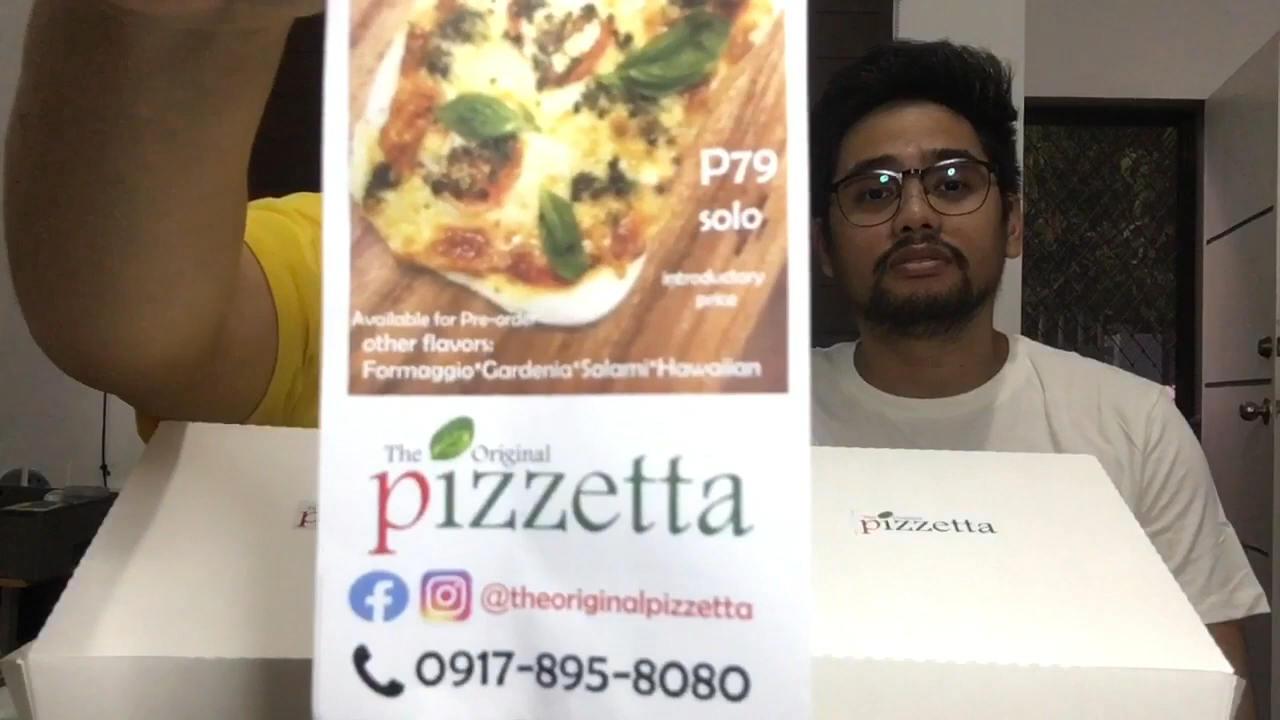 P79
solo
Introductory
price
Available for Pre-order
other flavors:
Formaggio*Gardenia*Salami*Hawaiian
The Original
pizzetta
@theoriginalpizzetta
0917-895-8080
p
pizzetta